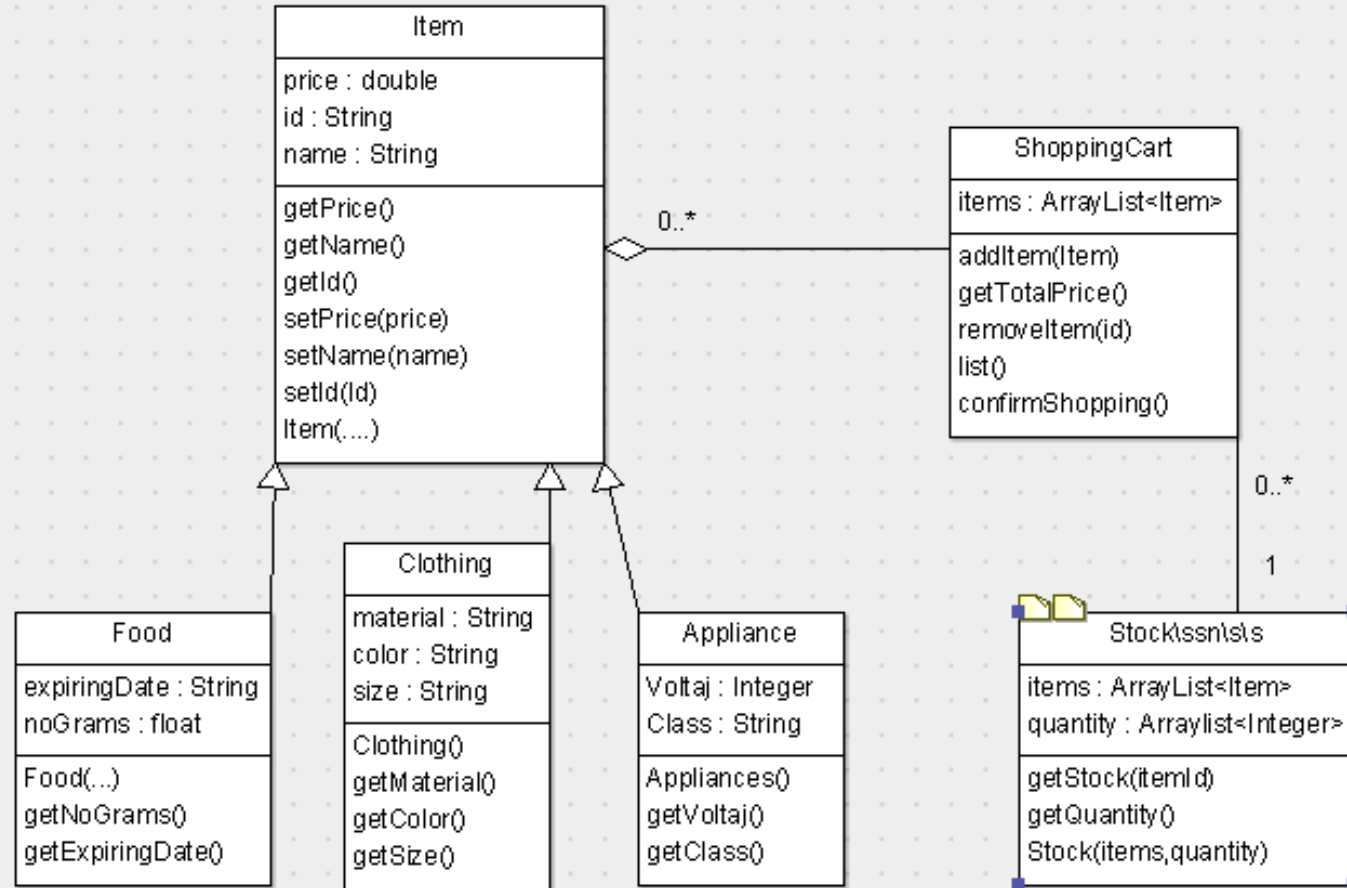 Item
price : double
id : String
name : String
getPrice()
getName()
getId()
setPrice(price)
setName(name)
setId(Id)
Item(....)
0..*
ShoppingCart
items : ArrayList<Item>
addItem(Item)
getTotalPrice()
removeItem(id)
list()
confirmShopping()
0..*
1
Food
expiringDate : String
noGrams : float
Food(...)
getNoGrams()
getExpiringDate()
Clothing
material : String
color : String
size : String
Clothing()
getMaterial()
getColor()
getSize()
Appliance
Voltaj : Integer
Class : String
Appliances()
getVoltaj()
getClass()
Stock\ssn\s\s
items : ArrayList<Item>
quantity : Arraylist<Integer>
getStock(itemId)
getQuantity()
Stock(items,quantity)